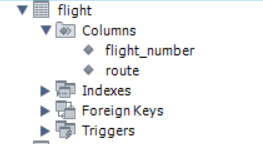 flight
Columns
flight_number
route
Indexes
Foreign Keys
Triggers